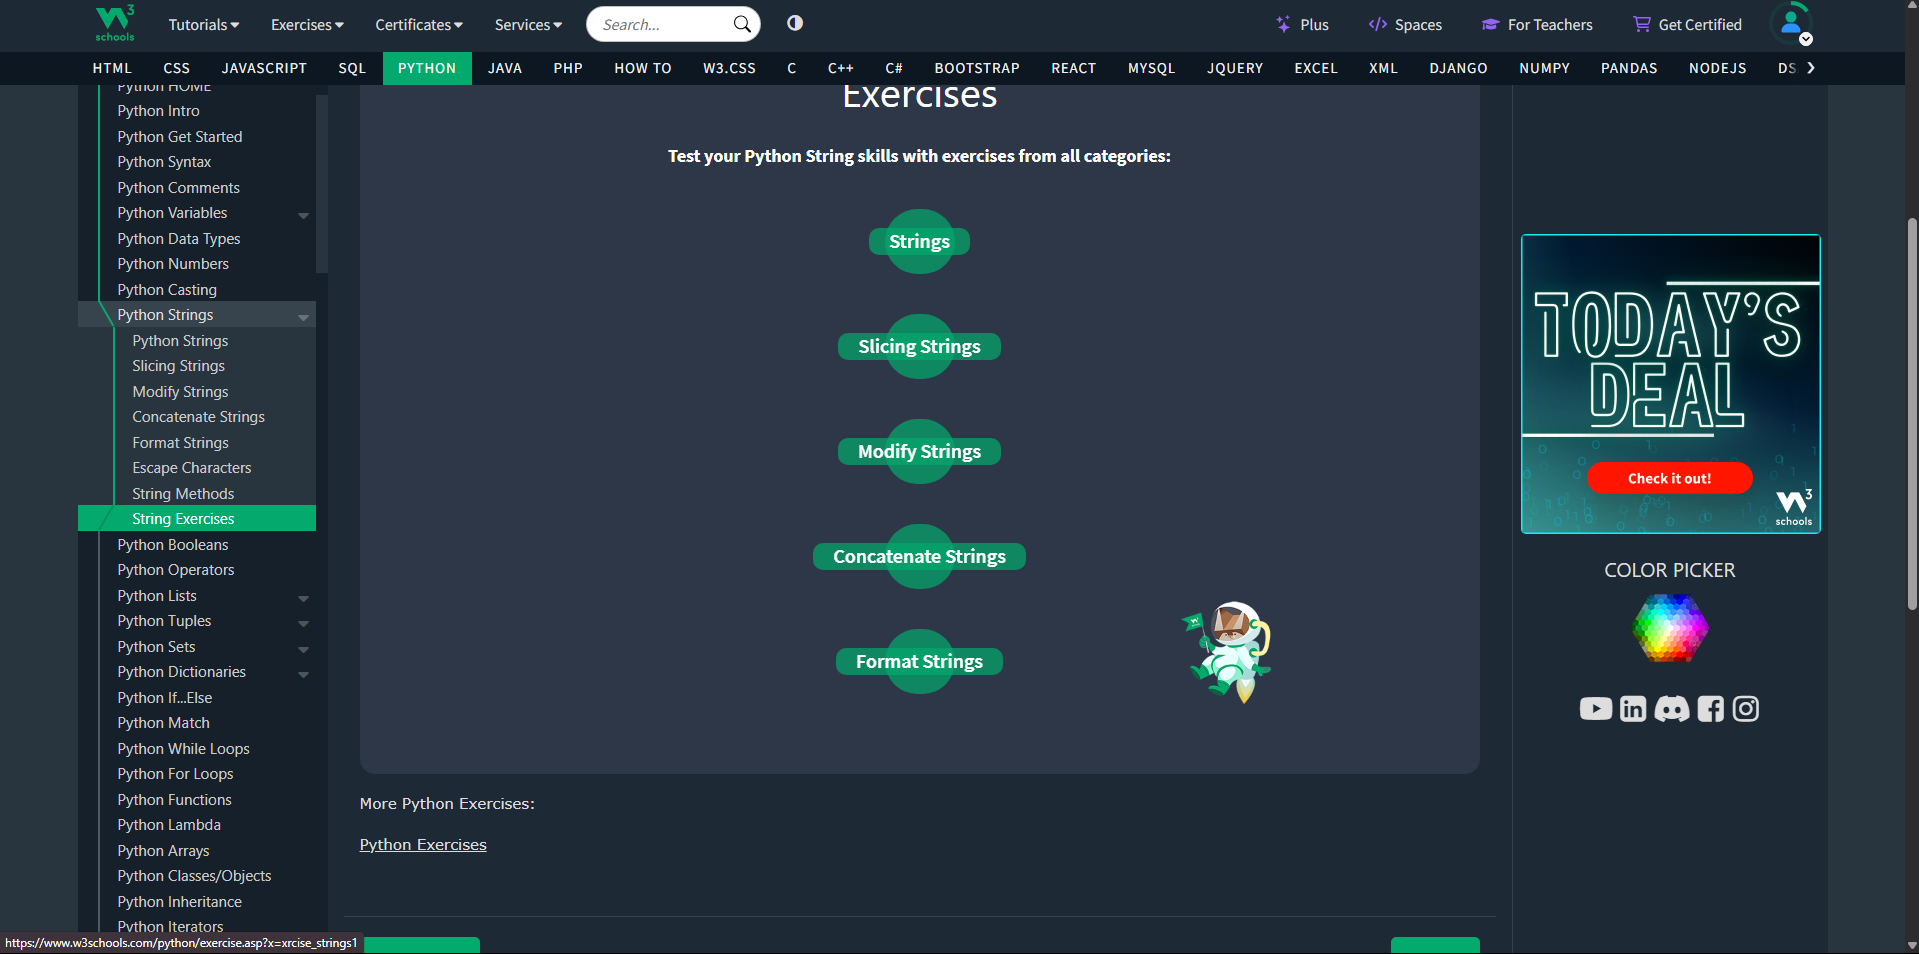 W3 schools
Tutorials
Exercises
Certificates
Services
Search...
Plus
Spaces
For Teachers
Get Certified
HTML CSS JAVASCRIPT SQL PYTHON JAVA PHP HOW TO W3.CSS C C++ C# BOOTSTRAP REACT MYSQL JQUERY EXCEL XML DJANGO NUMPY PANDAS NODEJS DS
Python HOME
Python Intro
Python Get Started
Python Syntax
Python Comments
Python Variables
Python Data Types
Python Numbers
Python Casting
Python Strings
Python Strings
Slicing Strings
Modify Strings
Concatenate Strings
Format Strings
Escape Characters
String Methods
String Exercises
Python Booleans
Python Operators
Python Lists
Python Tuples
Python Sets
Python Dictionaries
Python If...Else
Python Match
Python While Loops
Python For Loops
Python Functions
Python Lambda
Python Arrays
Python Classes/Objects
Python Inheritance
Python Iterators
https://www.w3schools.com/python/exercise.asp?x=xrcise_strings1
Exercises
Test your Python String skills with exercises from all categories:
Strings
Slicing Strings
Modify Strings
Concatenate Strings
Format Strings
More Python Exercises:
Python Exercises
TODAY'S
DEAL
Check it out!
W3 schools
COLOR PICKER